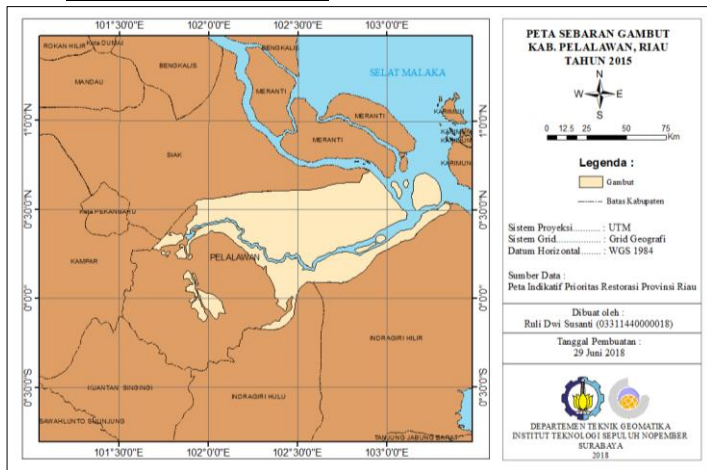 101°30'0"E 102°0'0"E 102°30'0"E 103°0'0"E
ROKAN HILIR
Kota DUMAI
BENGKALIS
BENGKALIS
MANDAU
MERANTI
SELAT MALAKA
MERANTI
MERANTI
KARIMUN
KARIMUN
KARIMUN
KARIMUN
SIAK
Kota PEKANBARU
KAMPAR
PELALAWAN
INDRAGIRI HILIR
KUANTAN SINGINGI
INDRAGIRI HULU
SAWAHLUNTO SIJUNJUNG
TANJUNG JABUNG BARAT
1°0'0"N
0°30'0"N
0°0'0"
0°30'0"S
1°0'0"N
0°30'0"N
0°0'0"
0°30'0"S
101°30'0"E 102°0'0"E 102°30'0"E 103°0'0"E
PETA SEBARAN GAMBUT
KAB. PELALAWAN, RIAU
TAHUN 2015
N
W E
S
0 12.5 25 50 75
Km
Legenda :
Gambut
Batas Kabupaten
Sistem Proyeksi......... : UTM
Sistem Grid............... : Grid Geografi
Datum Horizontal....... : WGS 1984
Sumber Data :
Peta Indikatif Prioritas Restorasi Provinsi Riau
Dibuat oleh :
Ruli Dwi Susanti (03311440000018)
Tanggal Pembuatan :
29 Juni 2018
DEPARTEMEN TEKNIK GEOMATIKA
INSTITUT TEKNOLOGI SEPULUH NOPEMBER
SURABAYA
2018